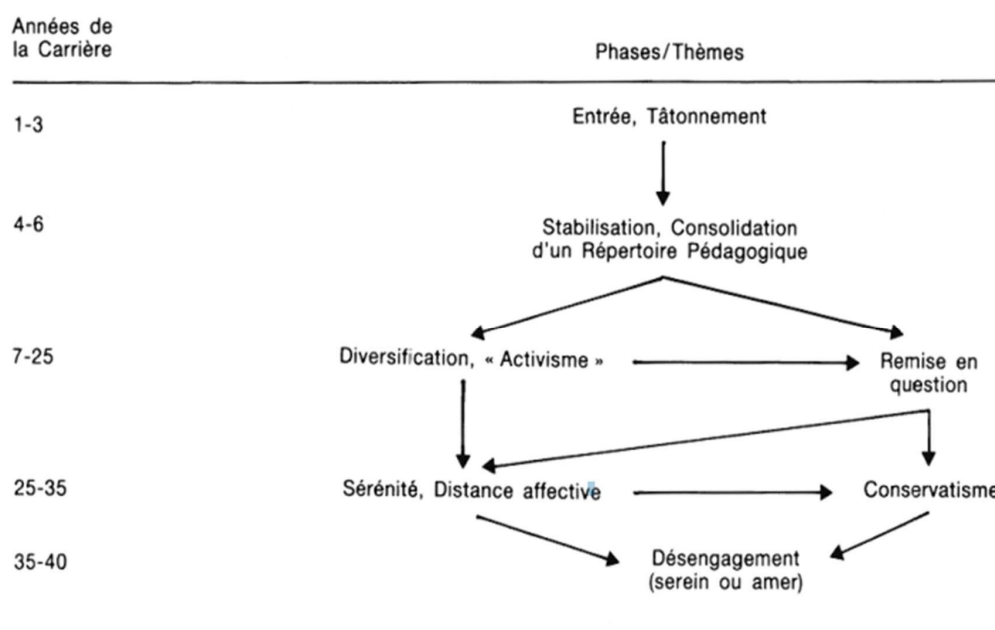 Années de
la Carrière
Phases/Thèmes
1-3
Entrée, Tâtonnement
4-6
Stabilisation, Consolidation
d'un Répertoire Pédagogique
7-25
Diversification, « Activisme »
Remise en
question
25-35
Sérénité, Distance affective
Conservatisme
35-40
Désengagement
(serein ou amer)